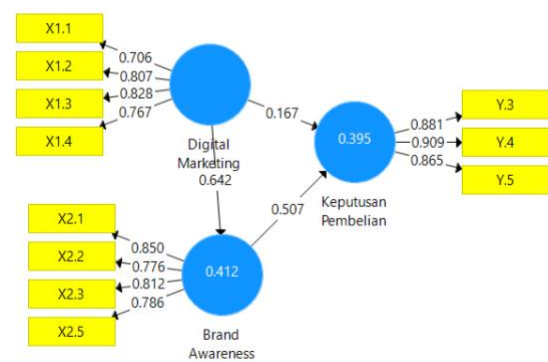 X1.1
X1.2
X1.3
X1.4
0.706
0.807
0.828
0.767
Digital
Marketing
0.642
0.167
0.395
Keputusan
Pembelian
0.881
0.909
0.865
Y.3
Y.4
Y.5
0.507
X2.1
X2.2
X2.3
X2.5
0.850
0.776
0.812
0.786
0.412
Brand
Awareness